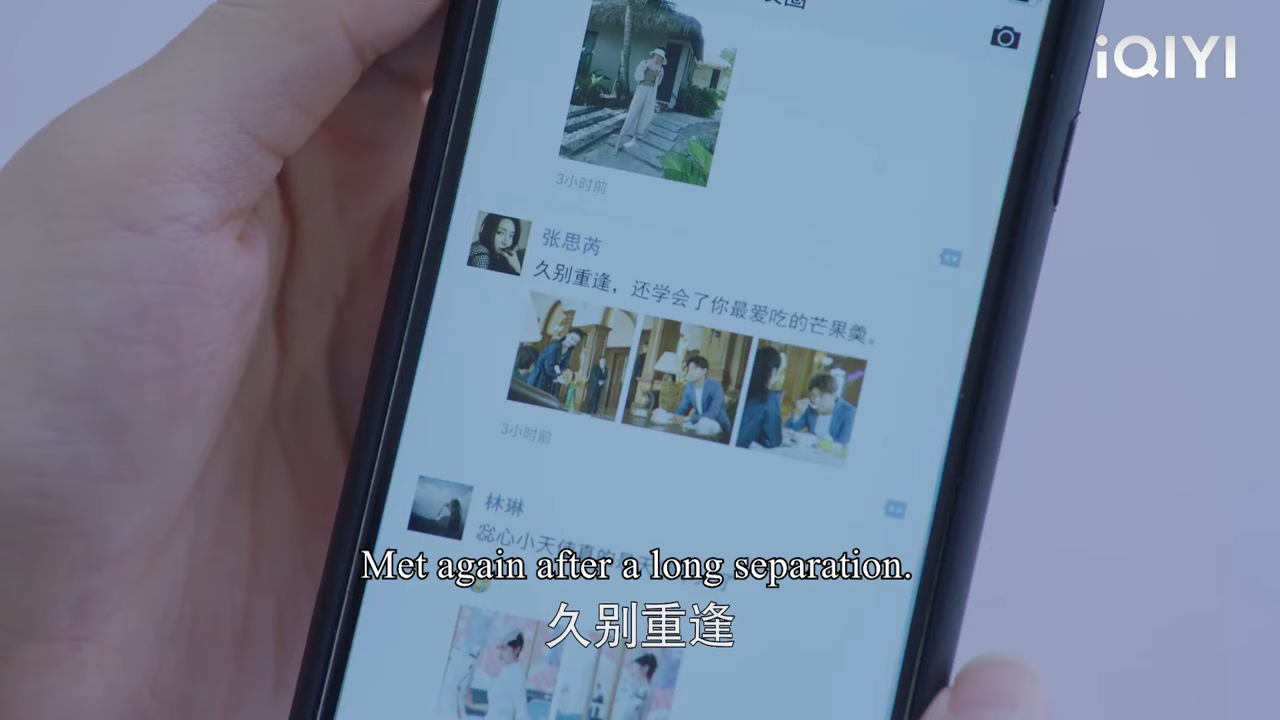 iQIYI
3小时前
张思芮
久别重逢，还学会了你最爱吃的芒果羹。
3小时前
林琳
Met again after a long separation.
久别重逢